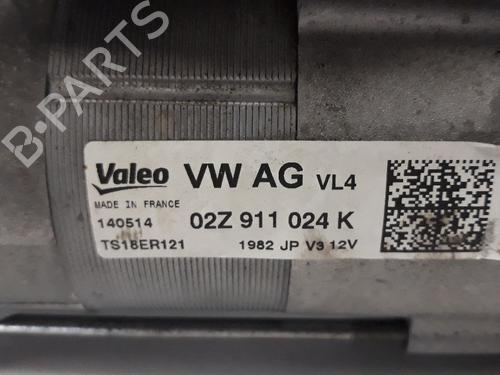 B-PARTS
Valeo VW AG VL4
MADE IN FRANCE
140514 02Z 911 024 K
TS18ER121 1982 JP V3 12V